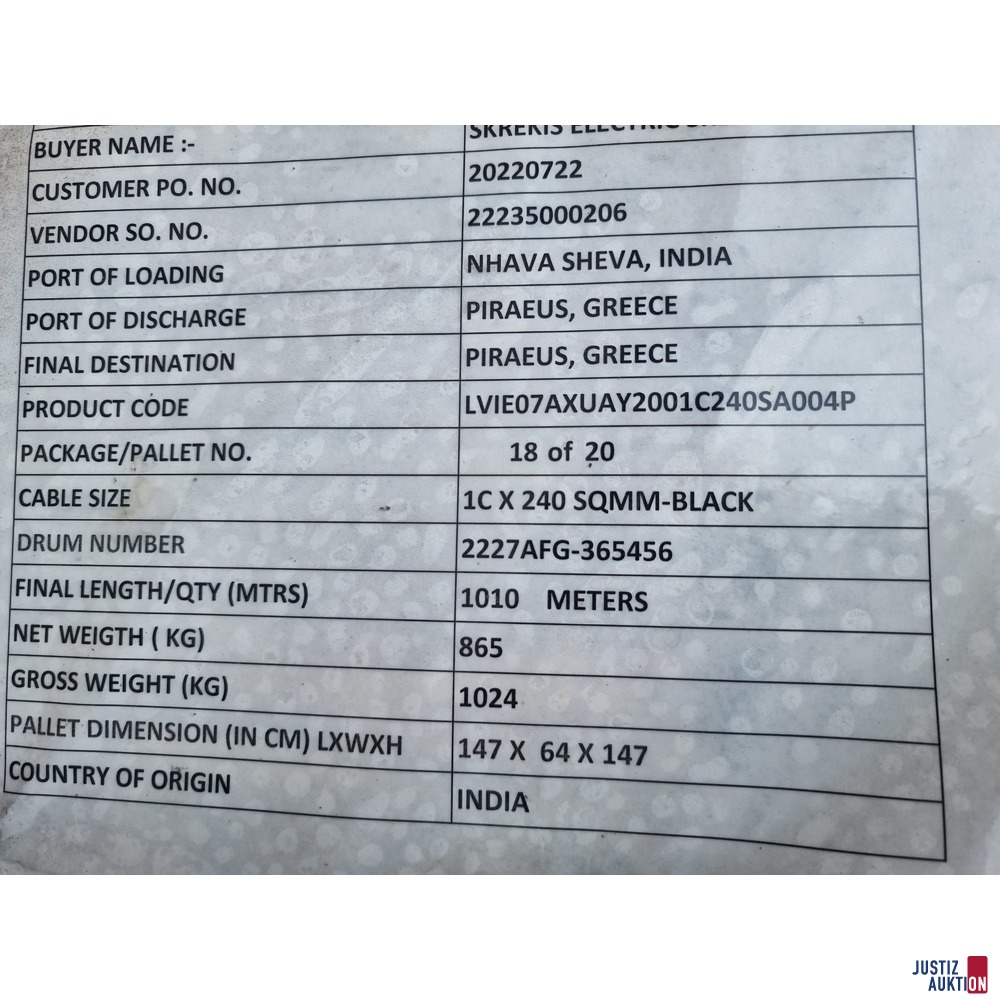 BUYER NAME :- SKREKIS ELECTRIC
CUSTOMER PO. NO. 20220722
VENDOR SO. NO. 22235000206
PORT OF LOADING NHAVA SHEVA, INDIA
PORT OF DISCHARGE PIRAEUS, GREECE
FINAL DESTINATION PIRAEUS, GREECE
PRODUCT CODE LVIE07AXUAY2001C240SA004P
PACKAGE/PALLET NO. 18 of 20
CABLE SIZE 1C X 240 SQMM-BLACK
DRUM NUMBER 2227AFG-365456
FINAL LENGTH/QTY (MTRS) 1010 METERS
NET WEIGTH ( KG) 865
GROSS WEIGHT (KG) 1024
PALLET DIMENSION (IN CM) LXWXH 147 X 64 X 147
COUNTRY OF ORIGIN INDIA
JUSTIZ
AUKTION